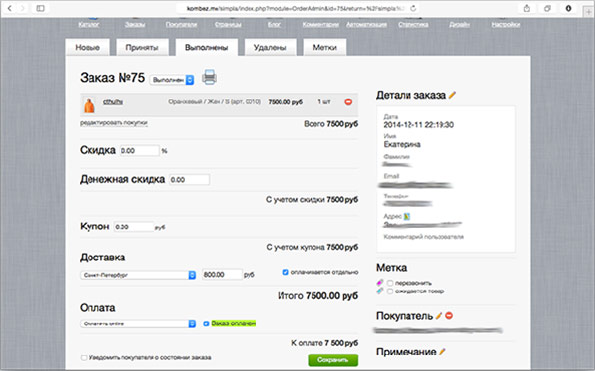 kombez.me/simpla/index.php?module=OrderAdmin&id=75&return=%2Fsimpla%
Каталог Заказы Покупатели Страницы Блог Комментарии Автоматизация Статистика Дизайн Настройки
Новые Приняты Выполнены Удалены Метки
Заказ №75 Выполнен
cthulhu Оранжевый / Жен / S (арт. 0010) 7500.00 руб 1 шт
редактировать покупки Всего 7500 руб
Скидка 0.00 %
Денежная скидка 0.00
С учетом скидки 7500 руб
Купон 0.00 руб
С учетом купона 7500 руб
Доставка
Санкт-Петербург 800.00 руб оплачивается отдельно
Итого 7500.00 руб
Оплата
Оплатить online Заказ оплачен
К оплате 7 500 руб
Уведомить покупателя о состоянии заказа Сохранить
Детали заказа
Дата
2014-12-11 22:19:30
Имя
Екатерина
Фамилия
Email
Телефон
Адрес
Комментарий пользователя
Метка
перезвонить
ожидается товар
Покупатель
Примечание